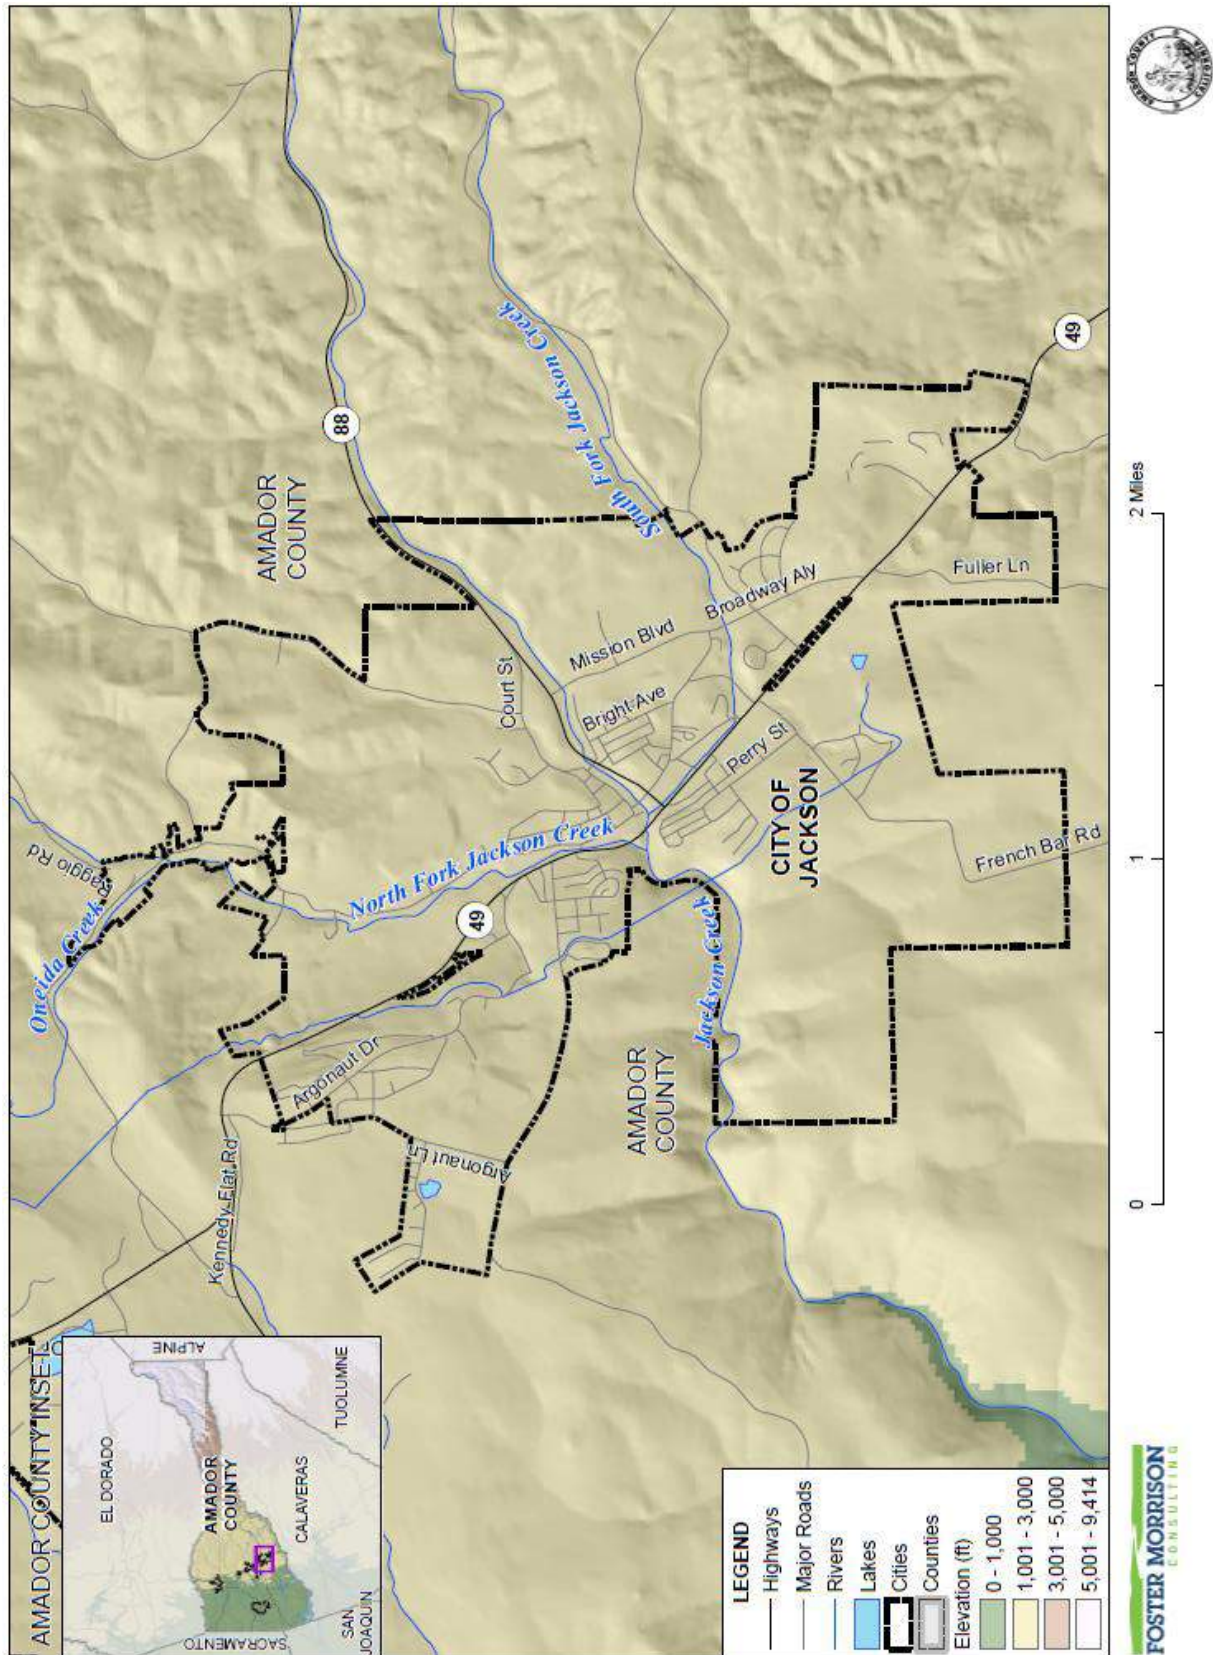 AMADOR COUNTY INSET
EL DORADO
ALPINE
AMADOR
COUNTY
TUOLUMNE
CALAVERAS
SACRAMENTO
SAN
JOAQUIN
Oneida Creek
Raggio Rd
Kennedy Flat Rd
Argonaut Dr
Argonaut Ln
49
North Fork Jackson Creek
AMADOR
COUNTY
88
Court St
Bright Ave
Mission Blvd
Broadway Aly
South Fork Jackson Creek
Perry St
CITY OF
JACKSON
Jackson Creek
AMADOR
COUNTY
French Bar Rd
Fuller Ln
49
LEGEND
Highways
Major Roads
Rivers
Lakes
Cities
Counties
Elevation (ft)
0 - 1,000
1,001 - 3,000
3,001 - 5,000
5,001 - 9,414
0
1
2 Miles
FOSTER MORRISON
CONSULTING
AMADOR COUNTY